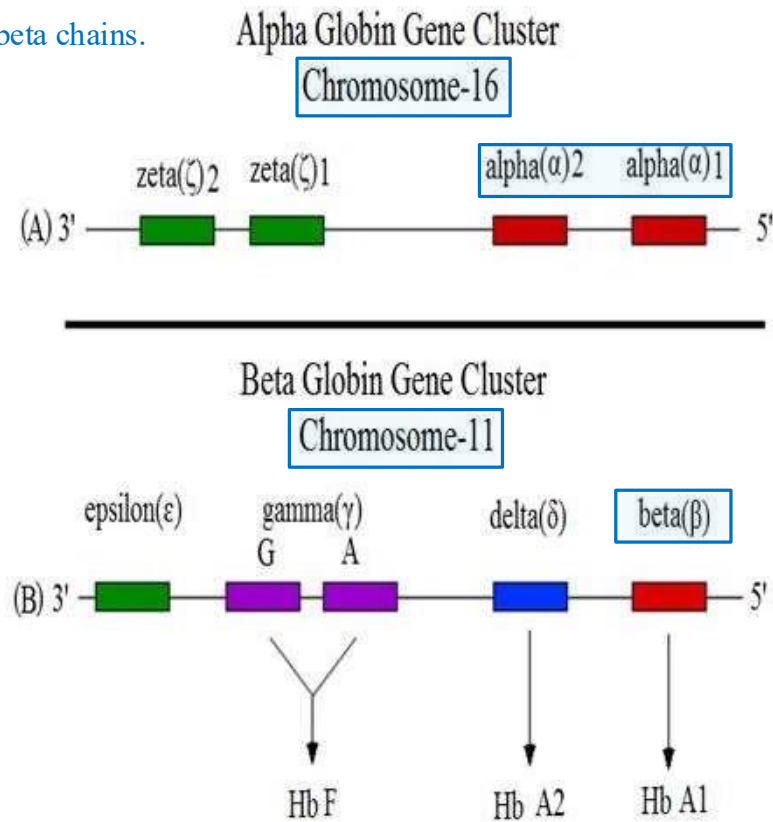 beta chains.
Alpha Globin Gene Cluster
Chromosome-16
zeta(ζ)2 zeta(ζ)1 alpha(α)2 alpha(α)1
(A) 3' 5'
Beta Globin Gene Cluster
Chromosome-11
epsilon(ε) gamma(γ) delta(δ) beta(β)
G A
(B) 3' 5'
Hb F Hb A2 Hb A1